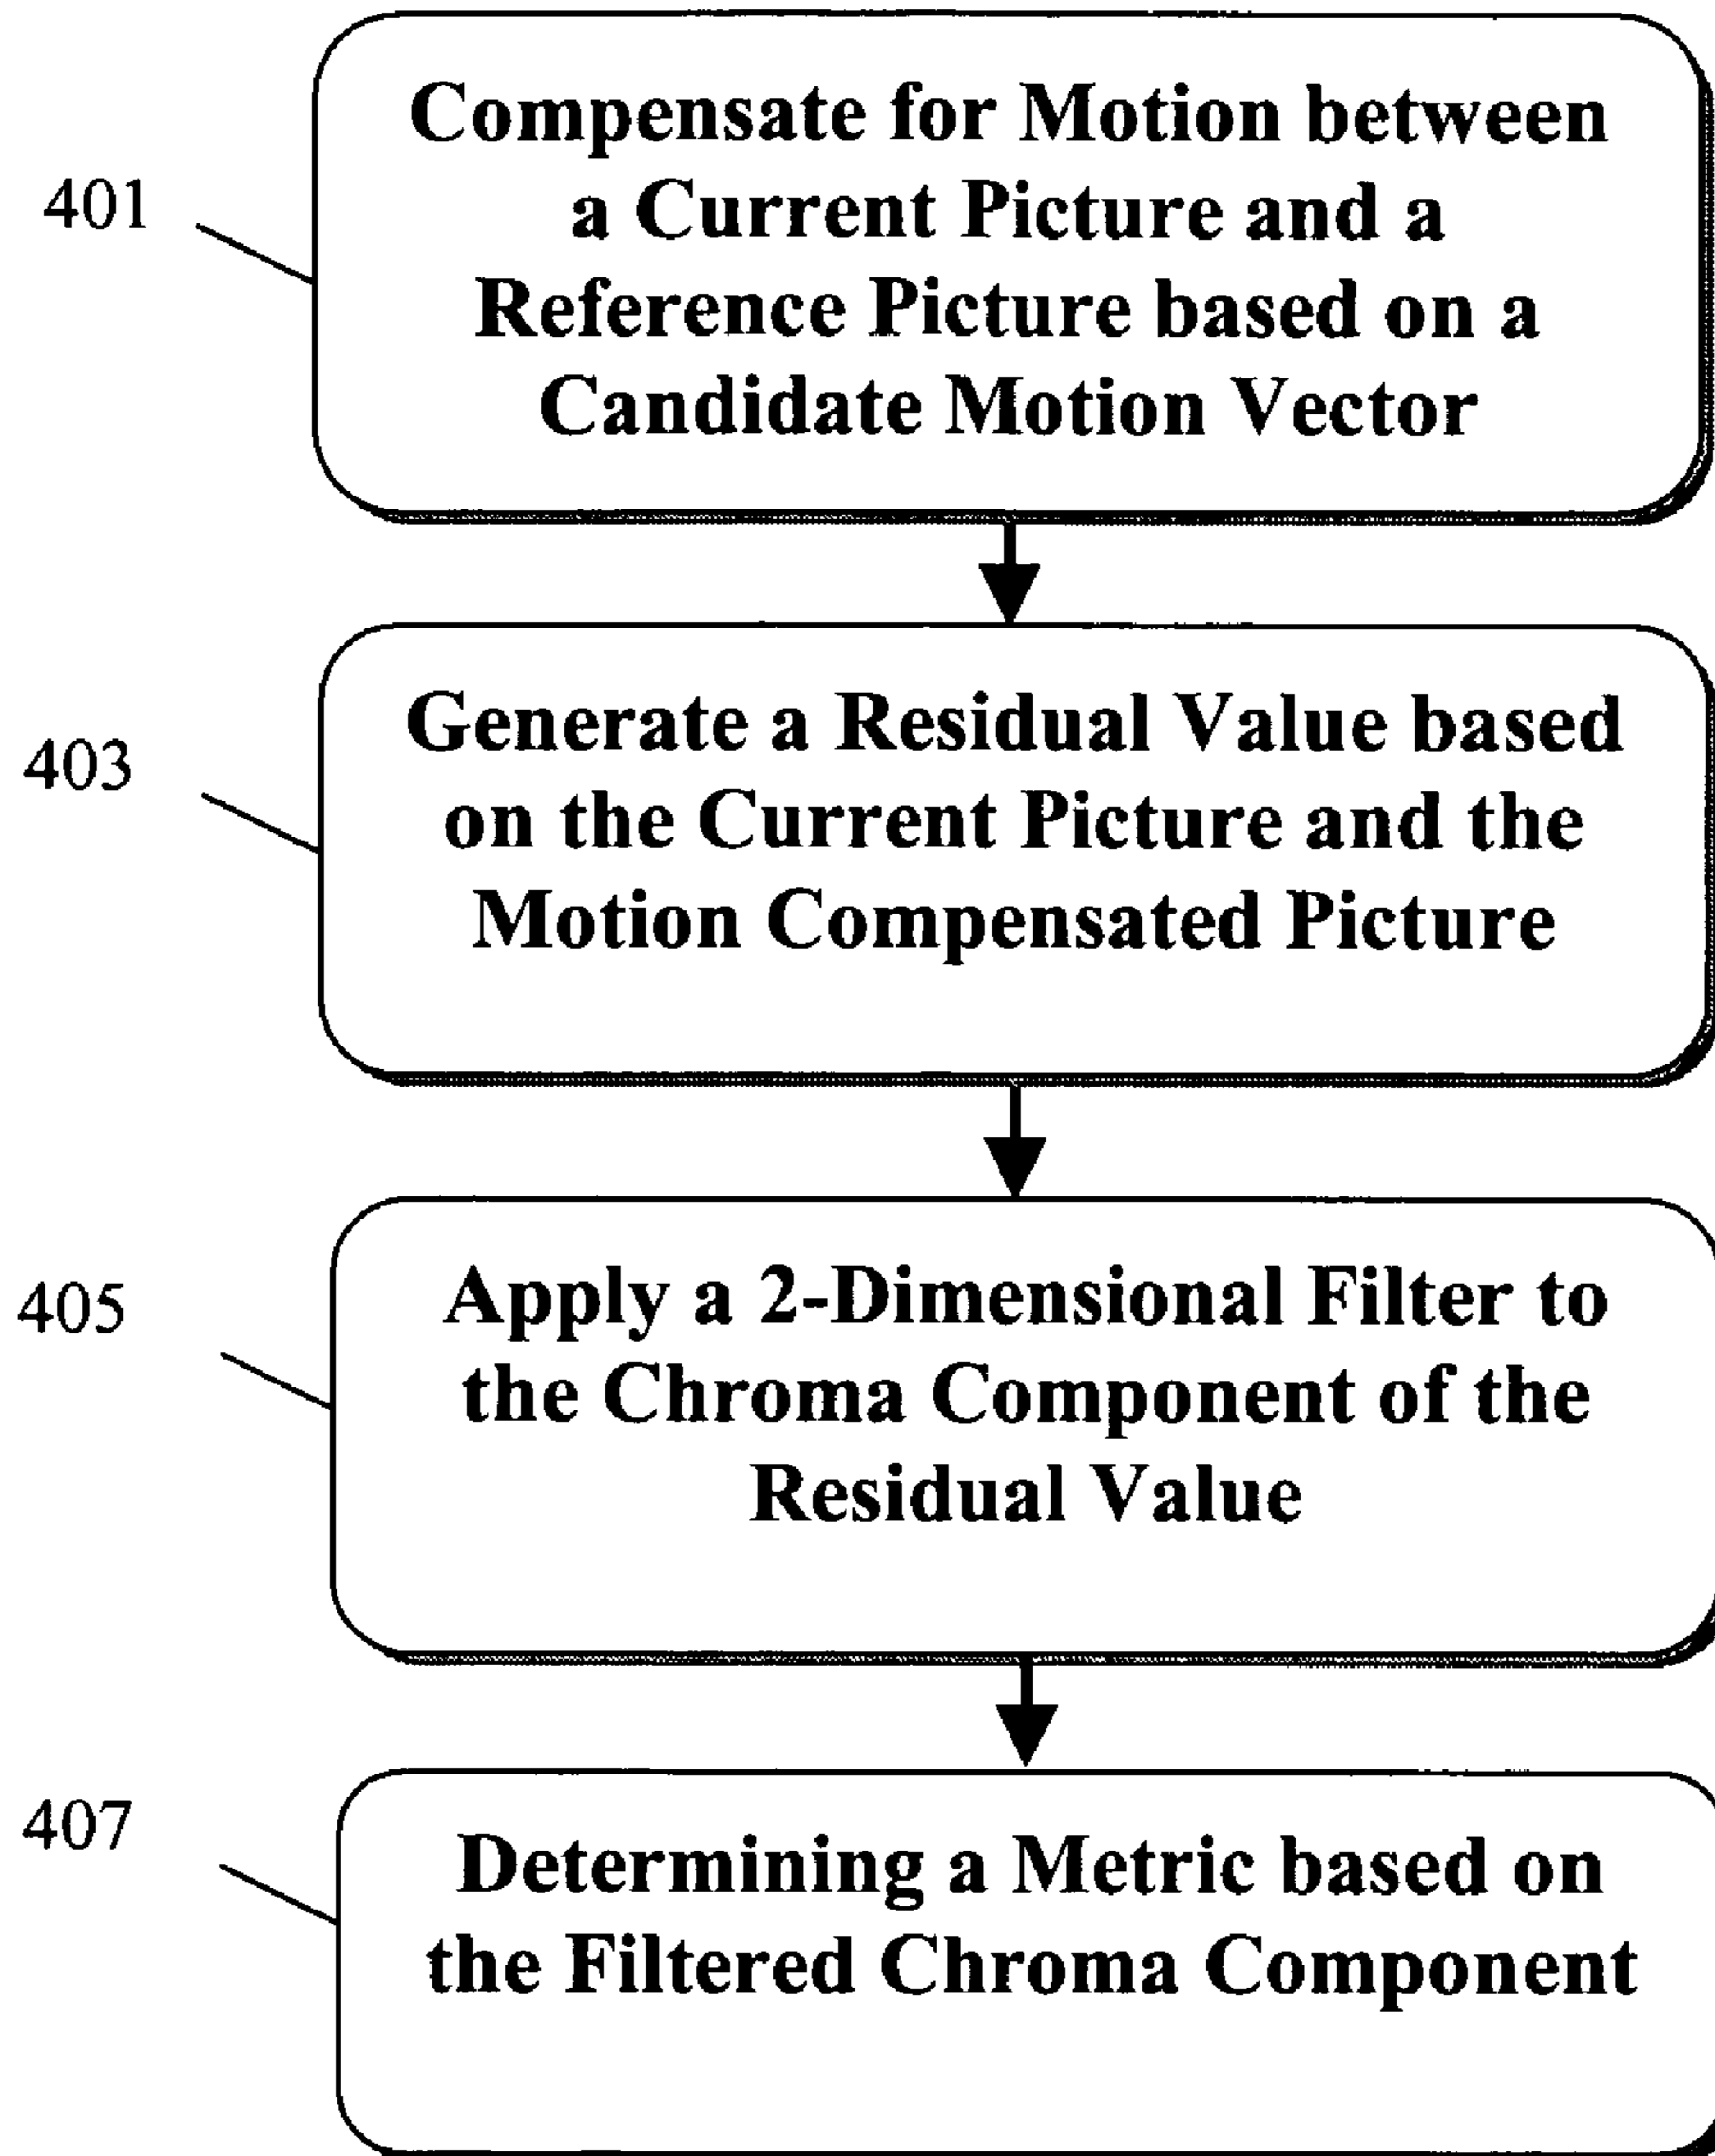 Compensate for Motion between
401
a Current Picture and a
Reference Picture based on a
Candidate Motion Vector
Generate a Residual Value based
403
on the Current Picture and the
Motion Compensated Picture
405
Apply a 2-Dimensional Filter to
the Chroma Component of the
Residual Value
407
Determining a Metric based on
the Filtered Chroma Component